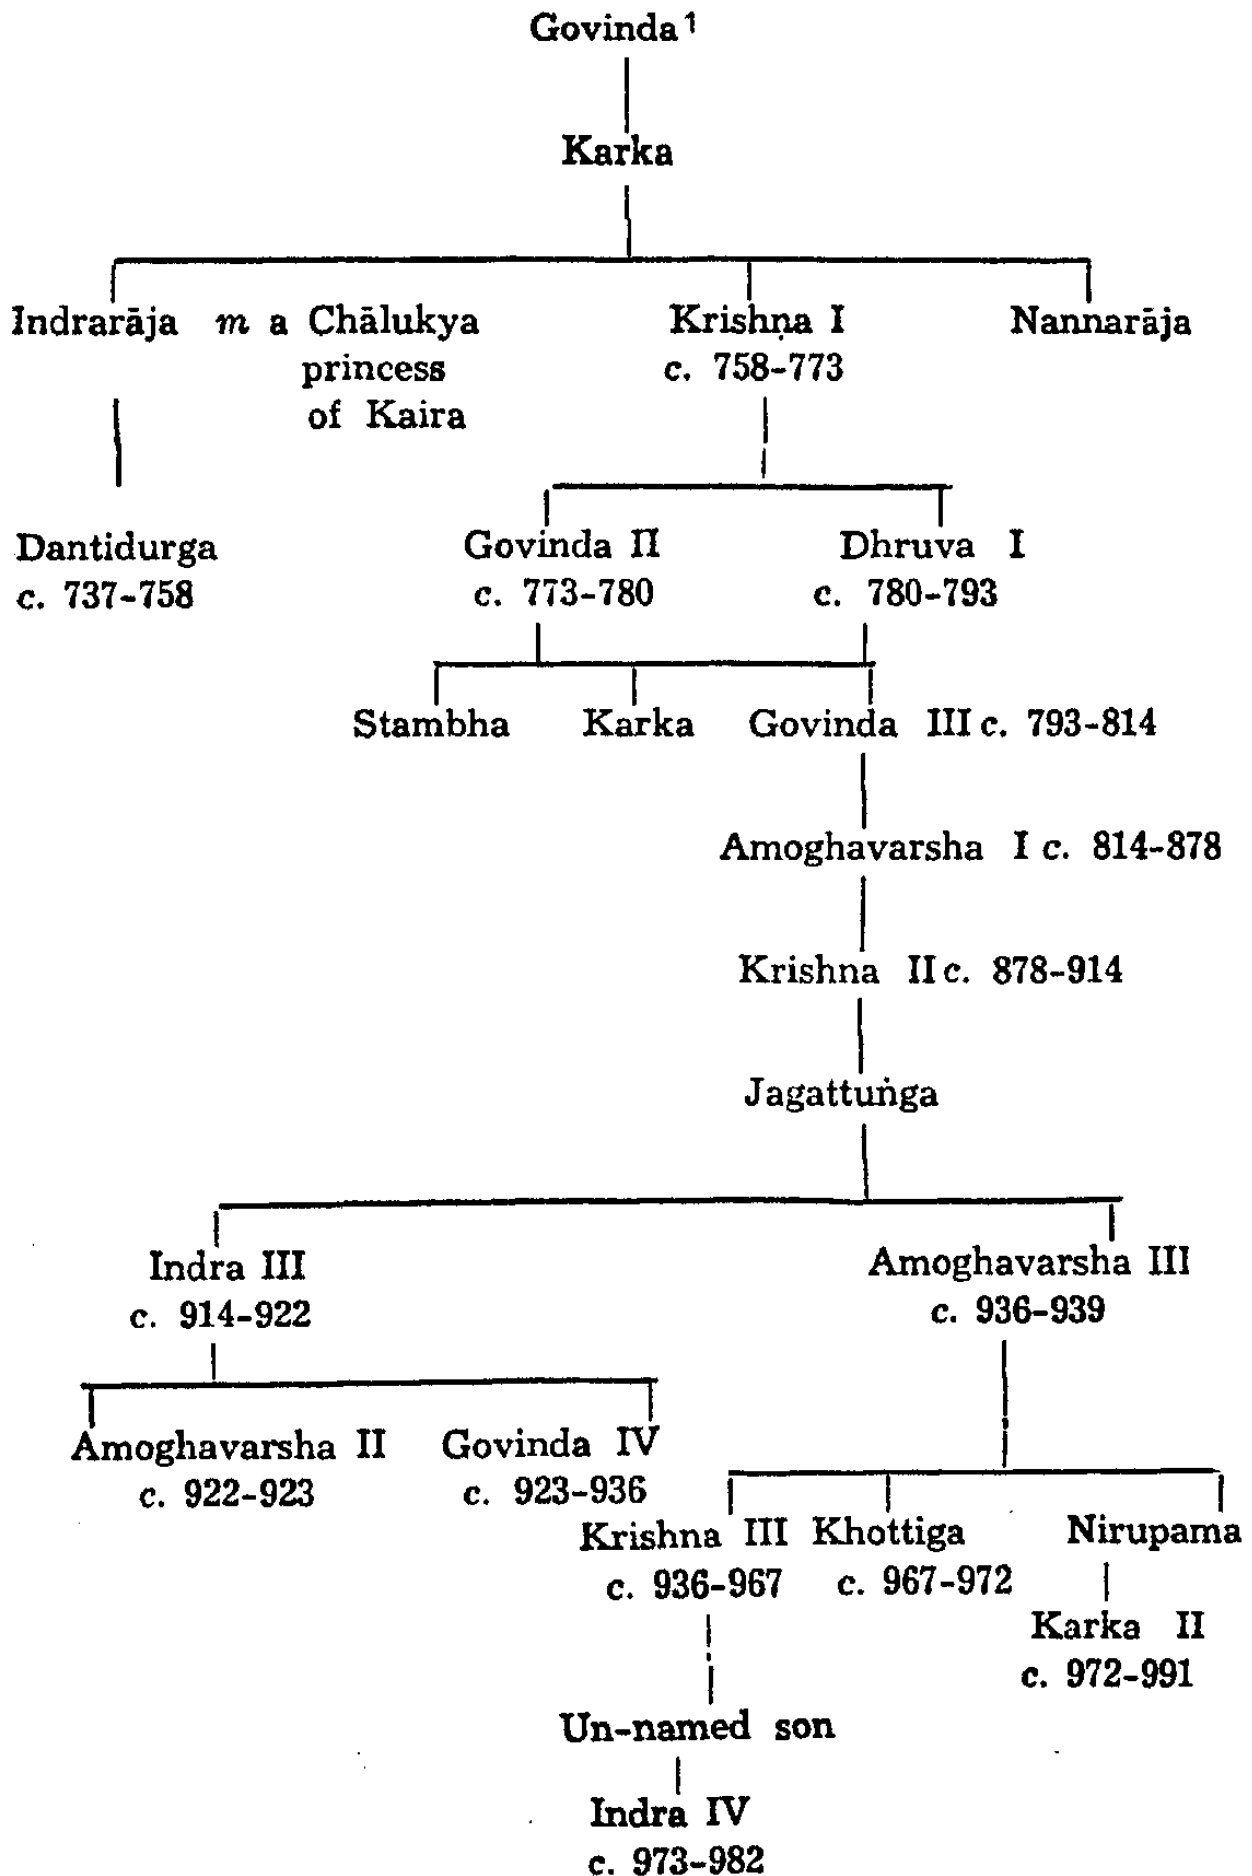 Govinda¹
Karka
Indrarāja m a Chālukya princess of Kaira
Krishṇa I
c. 758-773
Nannarāja
Dantidurga
c. 737-758
Govinda II
c. 773-780
Dhruva I
c. 780-793
Stambha
Karka
Govinda III c. 793-814
Amoghavarsha I c. 814-878
Krishna II c. 878-914
Jagattuṅga
Indra III
c. 914-922
Amoghavarsha III
c. 936-939
Amoghavarsha II
c. 922-923
Govinda IV
c. 923-936
Krishna III
c. 936-967
Khottiga
c. 967-972
Nirupama
Karka II
c. 972-991
Un-named son
Indra IV
c. 973-982